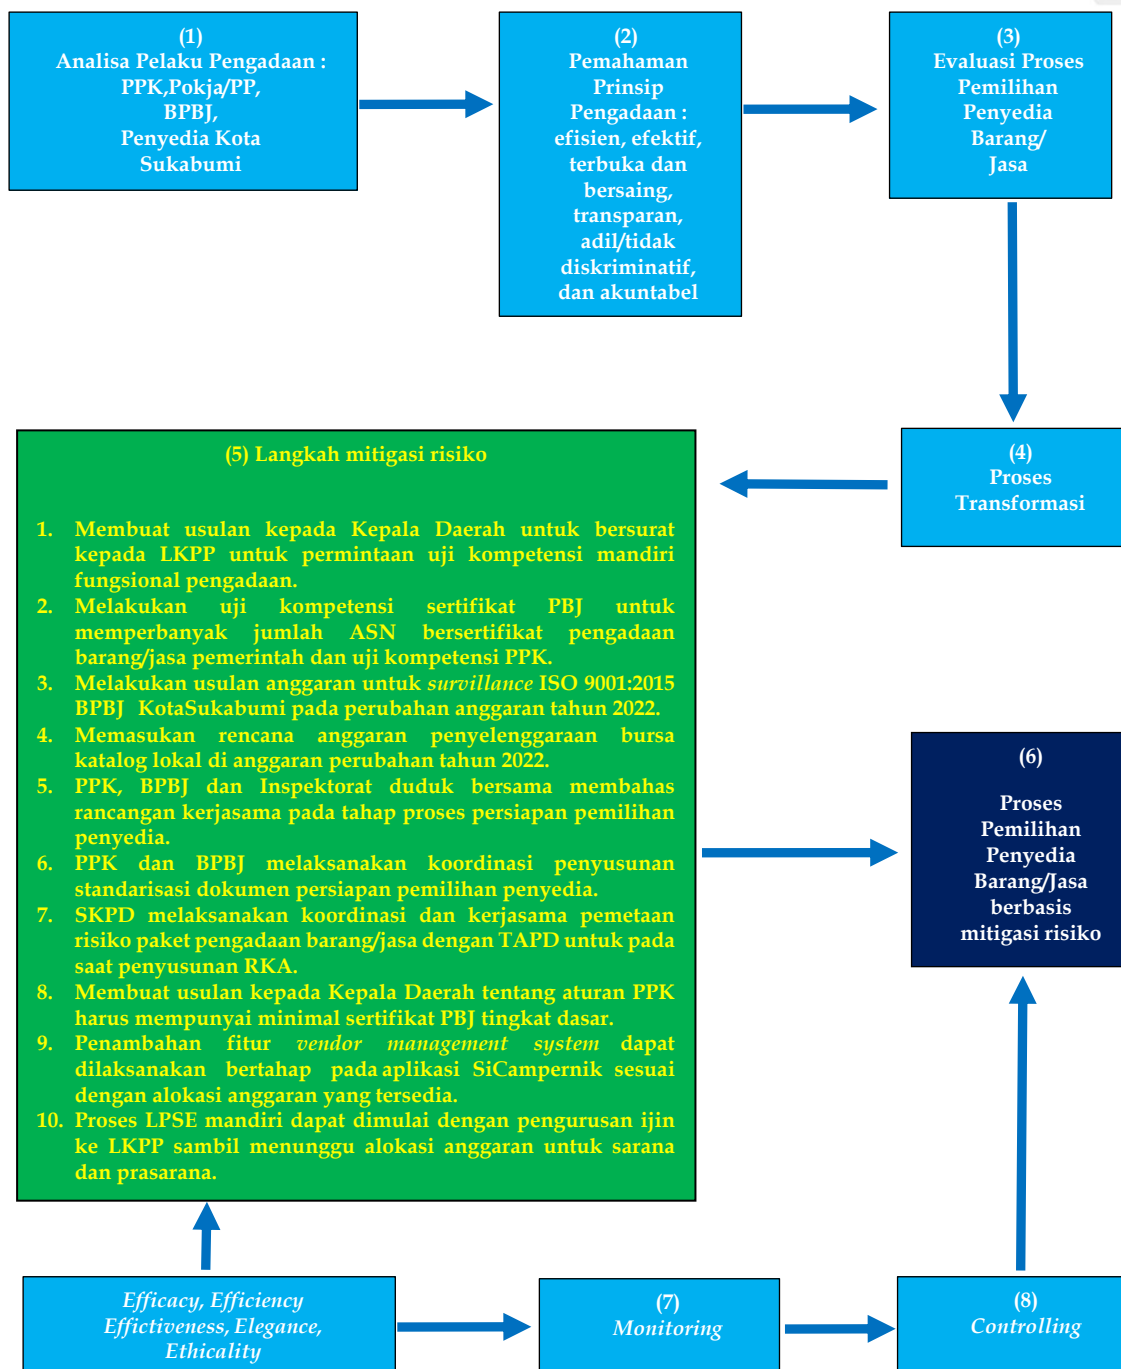 (1)
Analisa Pelaku Pengadaan :
PPK,Pokja/PP,
BPBJ,
Penyedia Kota
Sukabumi
(2)
Pemahaman
Prinsip
Pengadaan :
efisien, efektif,
terbuka dan
bersaing,
transparan,
adil/tidak
diskriminatif,
dan akuntabel
(3)
Evaluasi Proses
Pemilihan
Penyedia
Barang/
Jasa
(4)
Proses
Transformasi
(5) Langkah mitigasi risiko
1. Membuat usulan kepada Kepala Daerah untuk bersurat
kepada LKPP untuk permintaan uji kompetensi mandiri
fungsional pengadaan.
2. Melakukan uji kompetensi sertifikat PBJ untuk
memperbanyak jumlah ASN bersertifikat pengadaan
barang/jasa pemerintah dan uji kompetensi PPK.
3. Melakukan usulan anggaran untuk survillance ISO 9001:2015
BPBJ KotaSukabumi pada perubahan anggaran tahun 2022.
4. Memasukan rencana anggaran penyelenggaraan bursa
katalog lokal di anggaran perubahan tahun 2022.
5. PPK, BPBJ dan Inspektorat duduk bersama membahas
rancangan kerjasama pada tahap proses persiapan pemilihan
penyedia.
6. PPK dan BPBJ melaksanakan koordinasi penyusunan
standarisasi dokumen persiapan pemilihan penyedia.
7. SKPD melaksanakan koordinasi dan kerjasama pemetaan
risiko paket pengadaan barang/jasa dengan TAPD untuk pada
saat penyusunan RKA.
8. Membuat usulan kepada Kepala Daerah tentang aturan PPK
harus mempunyai minimal sertifikat PBJ tingkat dasar.
9. Penambahan fitur vendor management system dapat
dilaksanakan bertahap pada aplikasi SiCampernik sesuai
dengan alokasi anggaran yang tersedia.
10. Proses LPSE mandiri dapat dimulai dengan pengurusan ijin
ke LKPP sambil menunggu alokasi anggaran untuk sarana
dan prasarana.
(6)
Proses
Pemilihan
Penyedia
Barang/Jasa
berbasis
mitigasi risiko
Efficacy, Efficiency
Effictiveness, Elegance,
Ethicality
(7)
Monitoring
(8)
Controlling